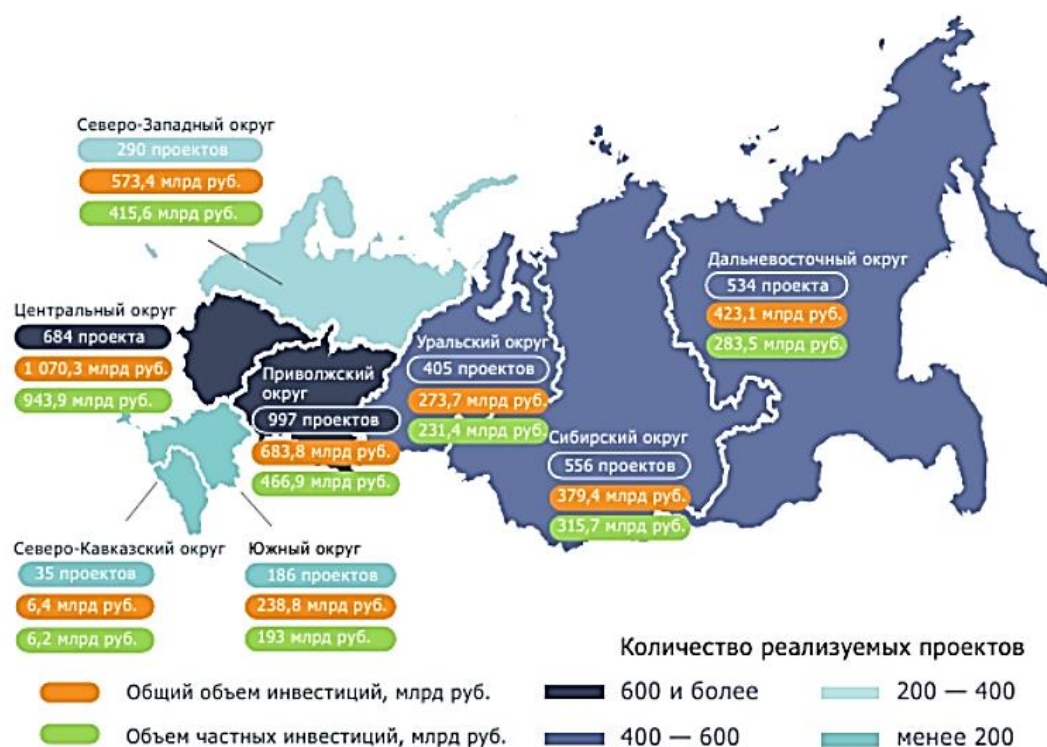 Северо-Западный округ
290 проектов
573,4 млрд руб.
415,6 млрд руб.
Центральный округ
684 проекта
1 070,3 млрд руб.
943,9 млрд руб.
Приволжский
округ
997 проектов
683,8 млрд руб.
466,9 млрд руб.
Уральский округ
405 проектов
273,7 млрд руб.
231,4 млрд руб.
Дальневосточный округ
534 проекта
423,1 млрд руб.
283,5 млрд руб.
Сибирский округ
556 проектов
379,4 млрд руб.
315,7 млрд руб.
Северо-Кавказский округ
35 проектов
6,4 млрд руб.
6,2 млрд руб.
Южный округ
186 проектов
238,8 млрд руб.
193 млрд руб.
Общий объем инвестиций, млрд руб.
Объем частных инвестиций, млрд руб.
Количество реализуемых проектов
600 и более
200 — 400
400 — 600
менее 200